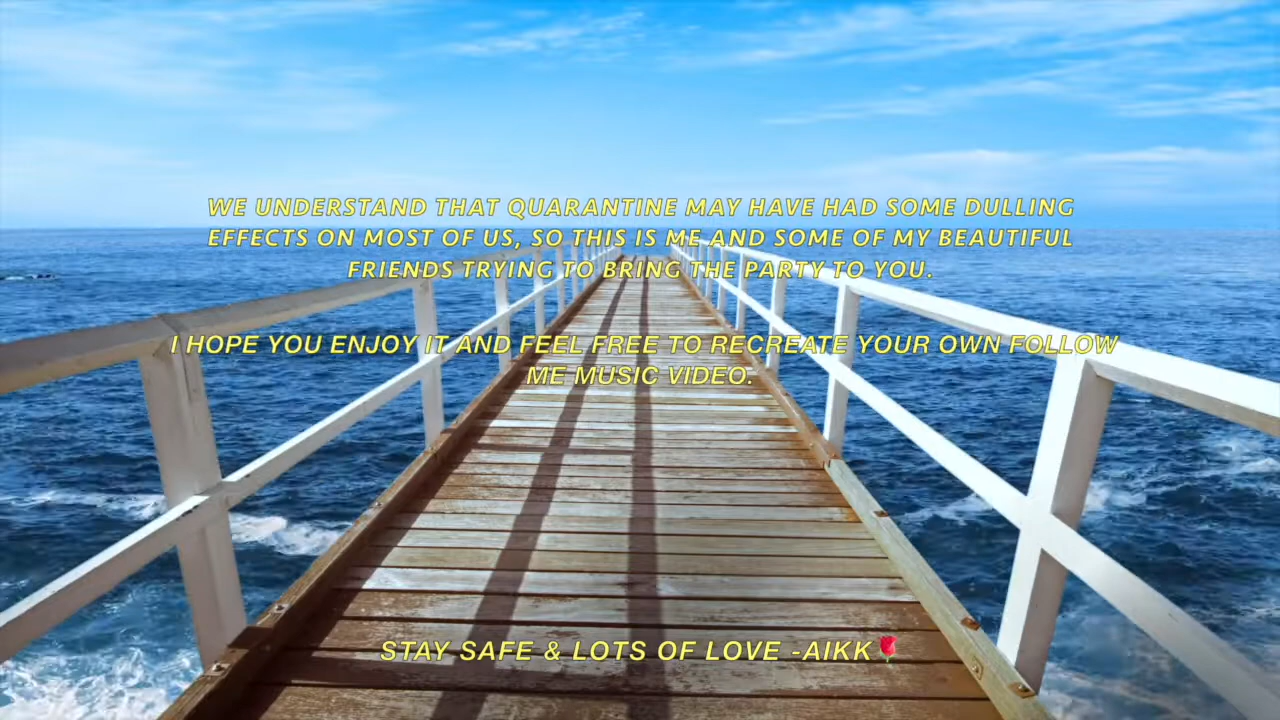 WE UNDERSTAND THAT QUARANTINE MAY HAVE HAD SOME DULLING
EFFECTS ON MOST OF US, SO THIS IS ME AND SOME OF MY BEAUTIFUL
FRIENDS TRYING TO BRING THE PARTY TO YOU.
I HOPE YOU ENJOY IT AND FEEL FREE TO RECREATE YOUR OWN FOLLOW
ME MUSIC VIDEO.
STAY SAFE & LOTS OF LOVE -AIKK🌹